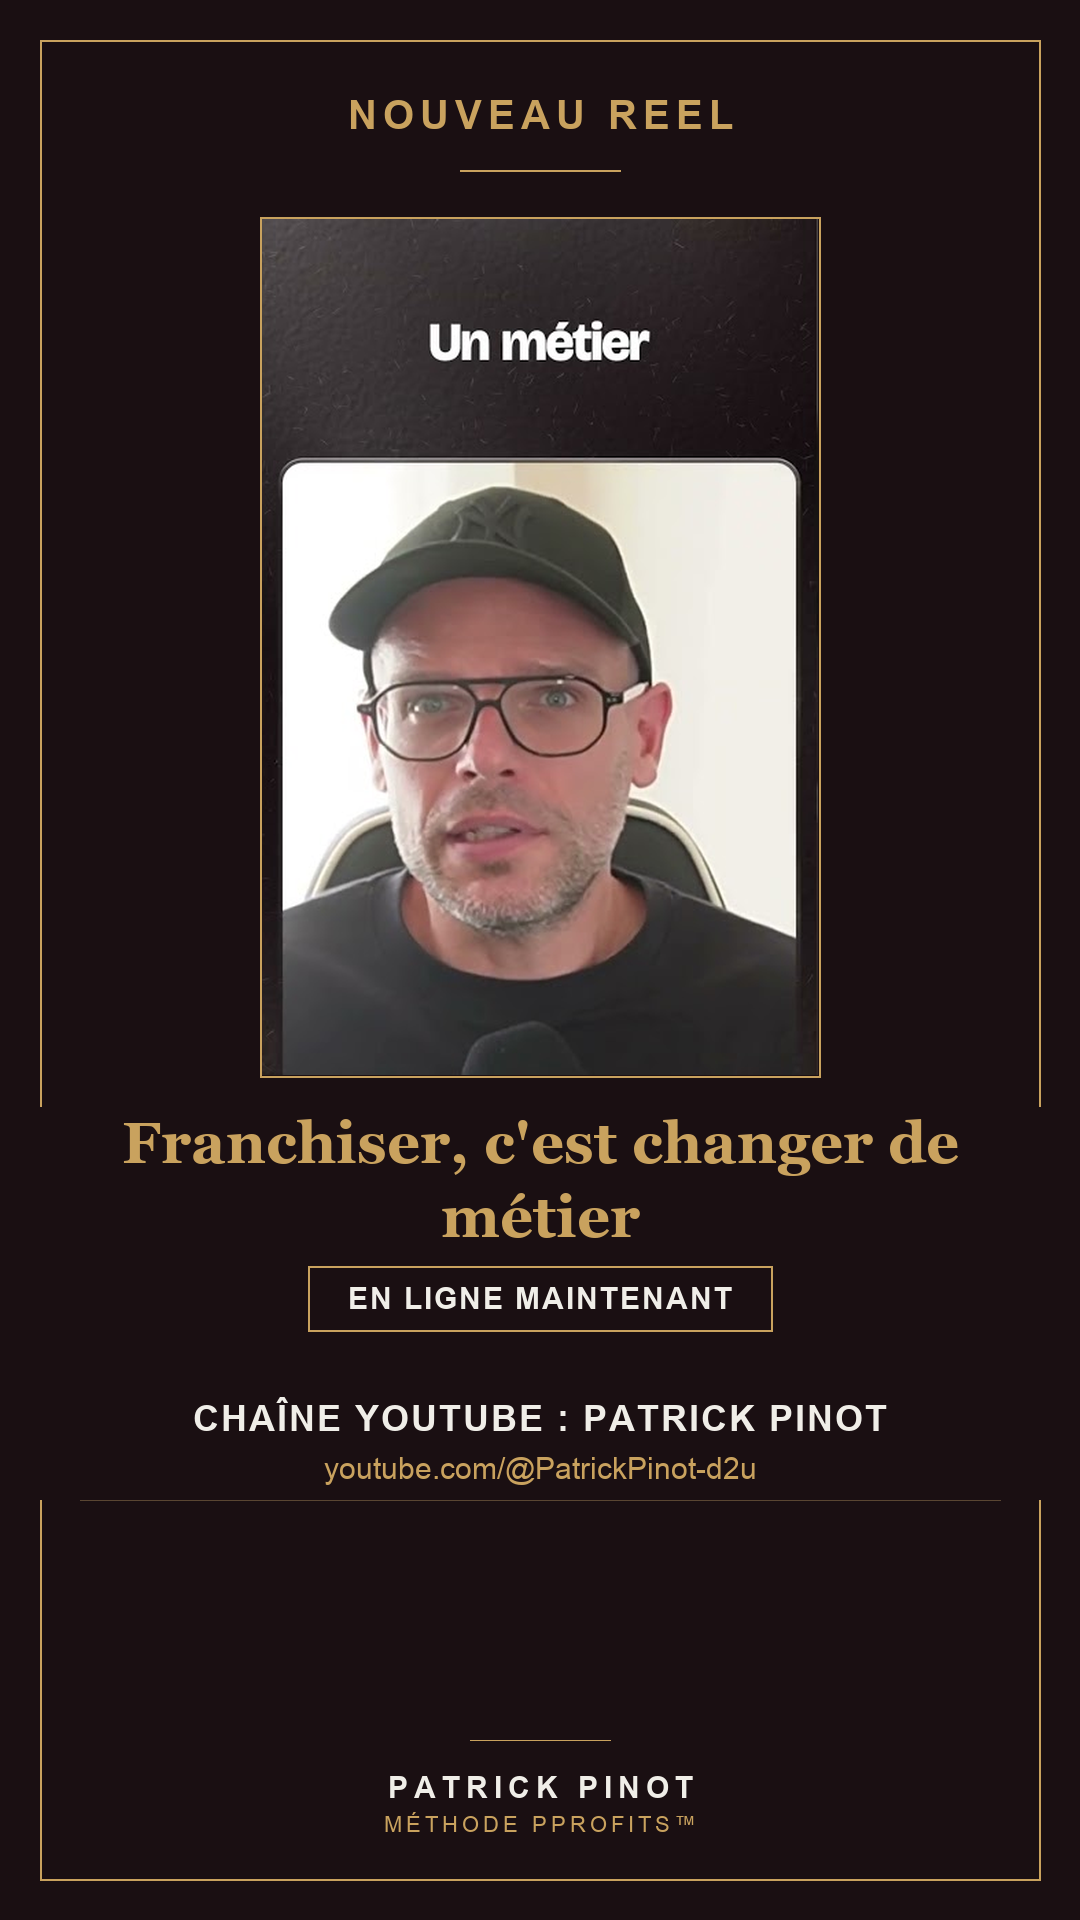 NOUVEAU REEL
Un métier
NY
Franchiser, c'est changer de
métier
EN LIGNE MAINTENANT
CHAÎNE YOUTUBE : PATRICK PINOT
youtube.com/@PatrickPinot-d2u
PATRICK PINOT
MÉTHODE PPROFITS™